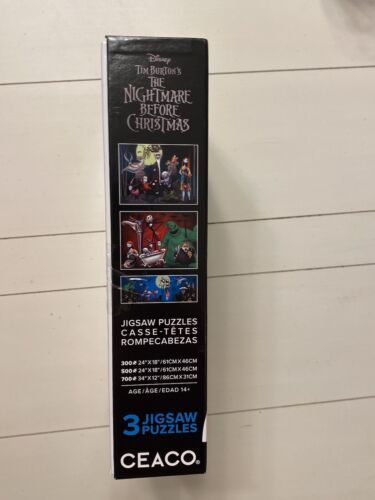 Disney
TIM BURTON'S
THE
NIGHTMARE
BEFORE
CHRISTMAS
JIGSAW PUZZLES
CASSE-TÊTES
ROMPECABEZAS
300 24"X18"/61CMX46CM
500 24"X18"/61CMX46CM
700 34"X12"/86CMX31CM
AGE/ÂGE/EDAD 14+
3 JIGSAW
PUZZLES
CEACO®